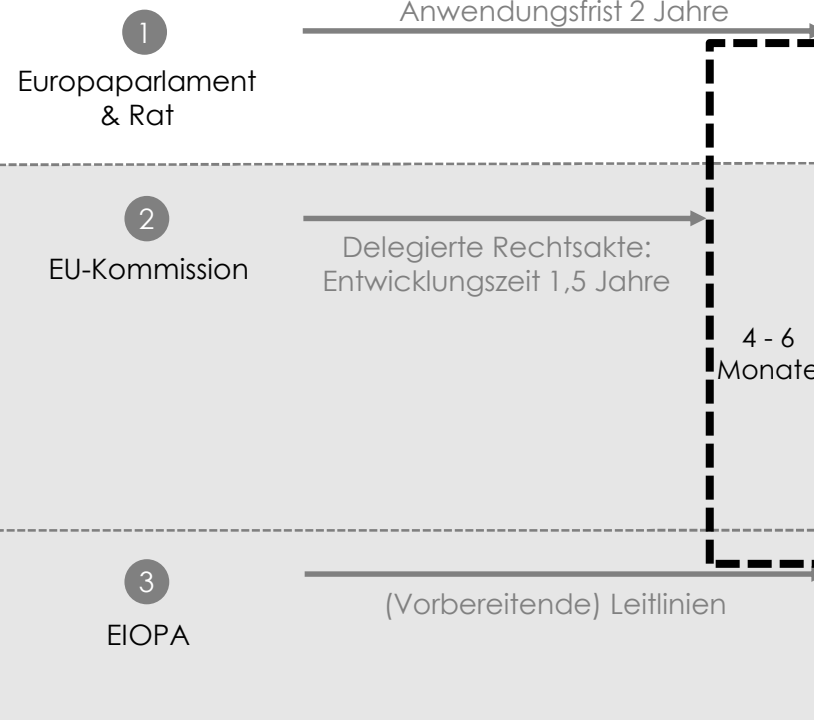 Anwendungsfrist 2 Jahre
1
Europaparlament
& Rat
2
EU-Kommission
Delegierte Rechtsakte:
Entwicklungszeit 1,5 Jahre
4 - 6
Monate
3
EIOPA
(Vorbereitende) Leitlinien